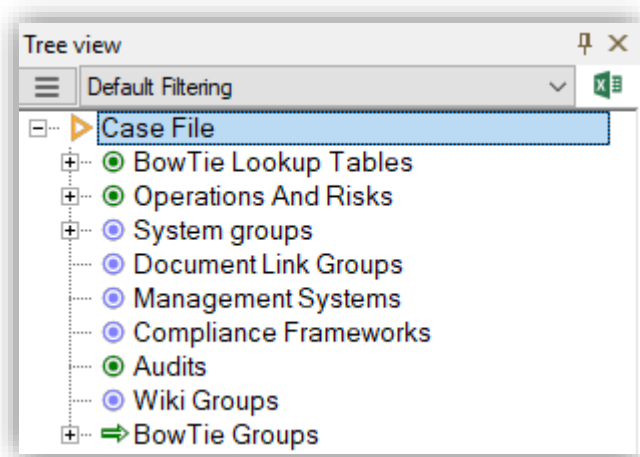 Tree view
Default Filtering
Case File
BowTie Lookup Tables
Operations And Risks
System groups
Document Link Groups
Management Systems
Compliance Frameworks
Audits
Wiki Groups
BowTie Groups